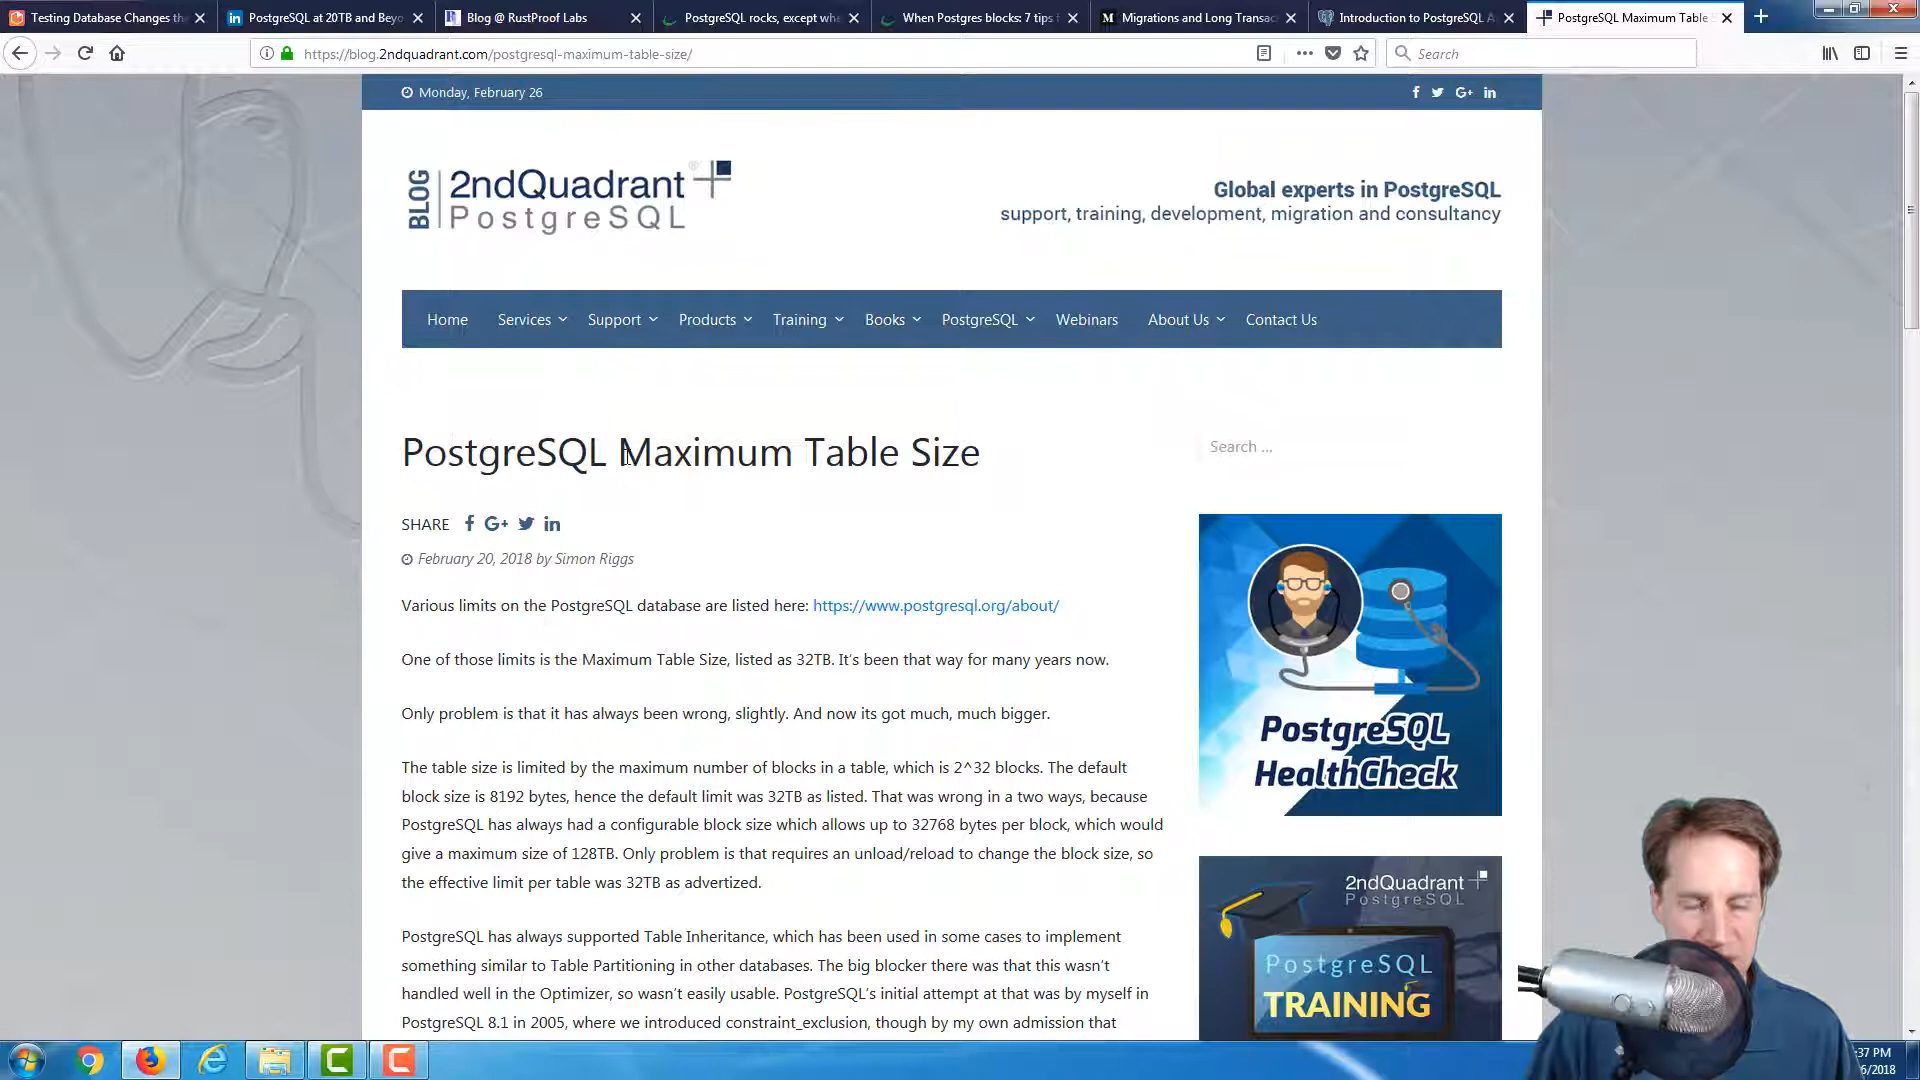 Testing Database Changes the
PostgreSQL at 20TB and Beyo
Blog @ RustProof Labs
PostgreSQL rocks, except whe
When Postgres blocks: 7 tips f
Migrations and Long Transac
Introduction to PostgreSQL A
PostgreSQL Maximum Table S
https://blog.2ndquadrant.com/postgresql-maximum-table-size/
Search
Monday, February 26
BLOG
2ndQuadrant
PostgreSQL
Global experts in PostgreSQL
support, training, development, migration and consultancy
Home Services Support Products Training Books PostgreSQL Webinars About Us Contact Us
PostgreSQL Maximum Table Size
Search ...
SHARE
February 20, 2018 by Simon Riggs
Various limits on the PostgreSQL database are listed here: https://www.postgresql.org/about/
One of those limits is the Maximum Table Size, listed as 32TB. It's been that way for many years now.
Only problem is that it has always been wrong, slightly. And now its got much, much bigger.
The table size is limited by the maximum number of blocks in a table, which is 2^32 blocks. The default
block size is 8192 bytes, hence the default limit was 32TB as listed. That was wrong in a two ways, because
PostgreSQL has always had a configurable block size which allows up to 32768 bytes per block, which would
give a maximum size of 128TB. Only problem is that requires an unload/reload to change the block size, so
the effective limit per table was 32TB as advertized.
PostgreSQL has always supported Table Inheritance, which has been used in some cases to implement
something similar to Table Partitioning in other databases. The big blocker there was that this wasn't
handled well in the Optimizer, so wasn't easily usable. PostgreSQL's initial attempt at that was by myself in
PostgreSQL 8.1 in 2005, where we introduced constraint_exclusion, though by my own admission that
PostgreSQL
HealthCheck
2ndQuadrant
PostgreSQL
PostgreSQL
TRAINING
:37 PM
6/2018